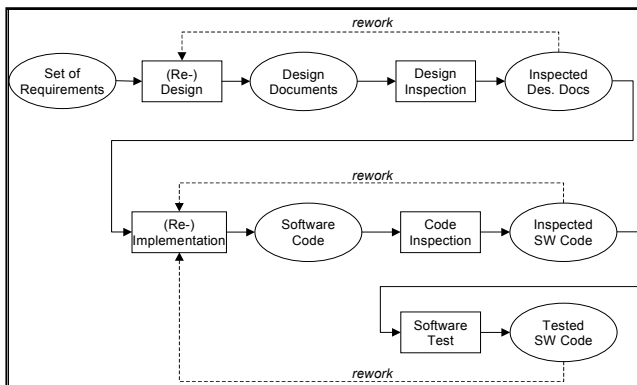 rework
Set of
Requirements
(Re-)
Design
Design
Documents
Design
Inspection
Inspected
Des. Docs
rework
(Re-)
Implementation
Software
Code
Code
Inspection
Inspected
SW Code
Software
Test
Tested
SW Code
rework